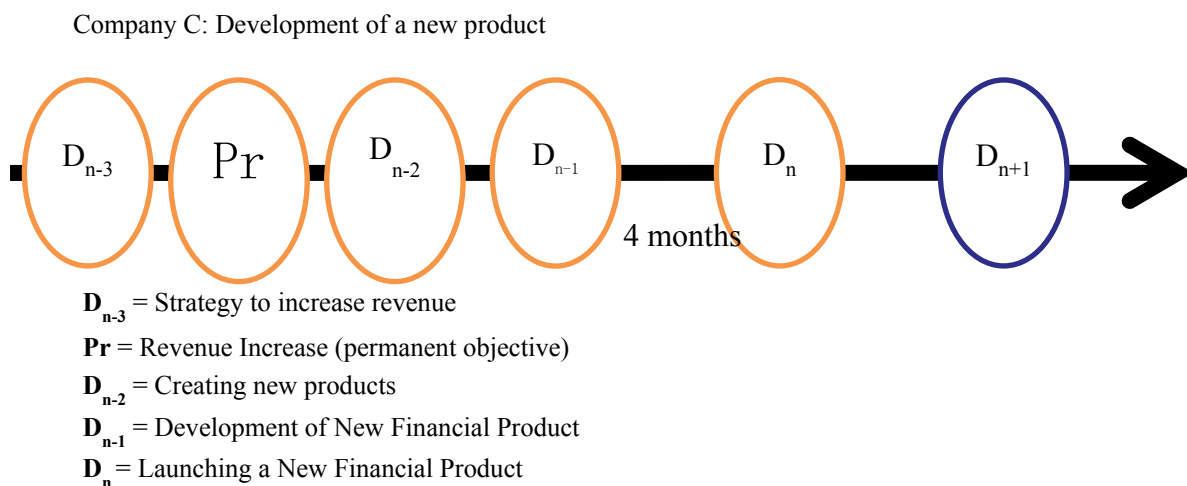 Company C: Development of a new product
Dn-3 Pr Dn-2 Dn-1 Dn Dn+1
4 months
Dn-3 = Strategy to increase revenue
Pr = Revenue Increase (permanent objective)
Dn-2 = Creating new products
Dn-1 = Development of New Financial Product
Dn = Launching a New Financial Product